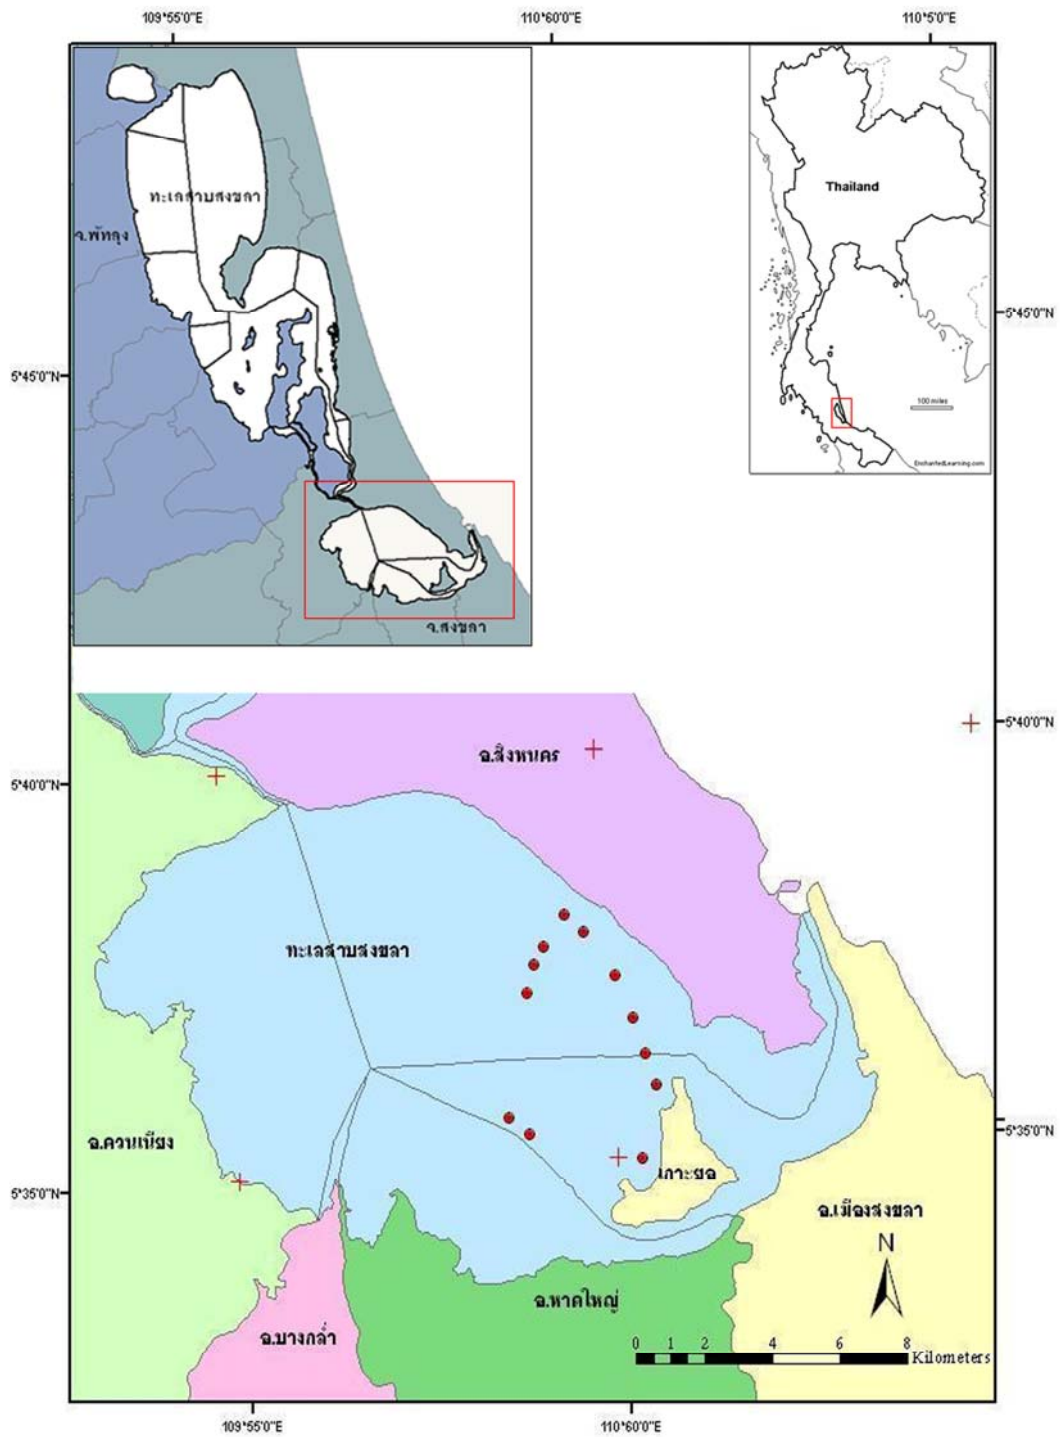 109°55'0"E
110°60'0"E
110°5'0"E
ทะเลสาบสงขลา
จ.พัทลุง
Thailand
5°45'0"N
5°45'0"N
100 miles
EnchantedLearning.com
จ.สงขลา
5°40'0"N
อ.สิงหนคร
5°40'0"N
ทะเลสาบสงขลา
5°35'0"N
อ.ควนเนียง
เกาะยอ
5°35'0"N
อ.เมืองสงขลา
N
อ.หาดใหญ่
อ.บางกล่ำ
0 1 2 4 6 8
Kilometers
109°55'0"E
110°60'0"E